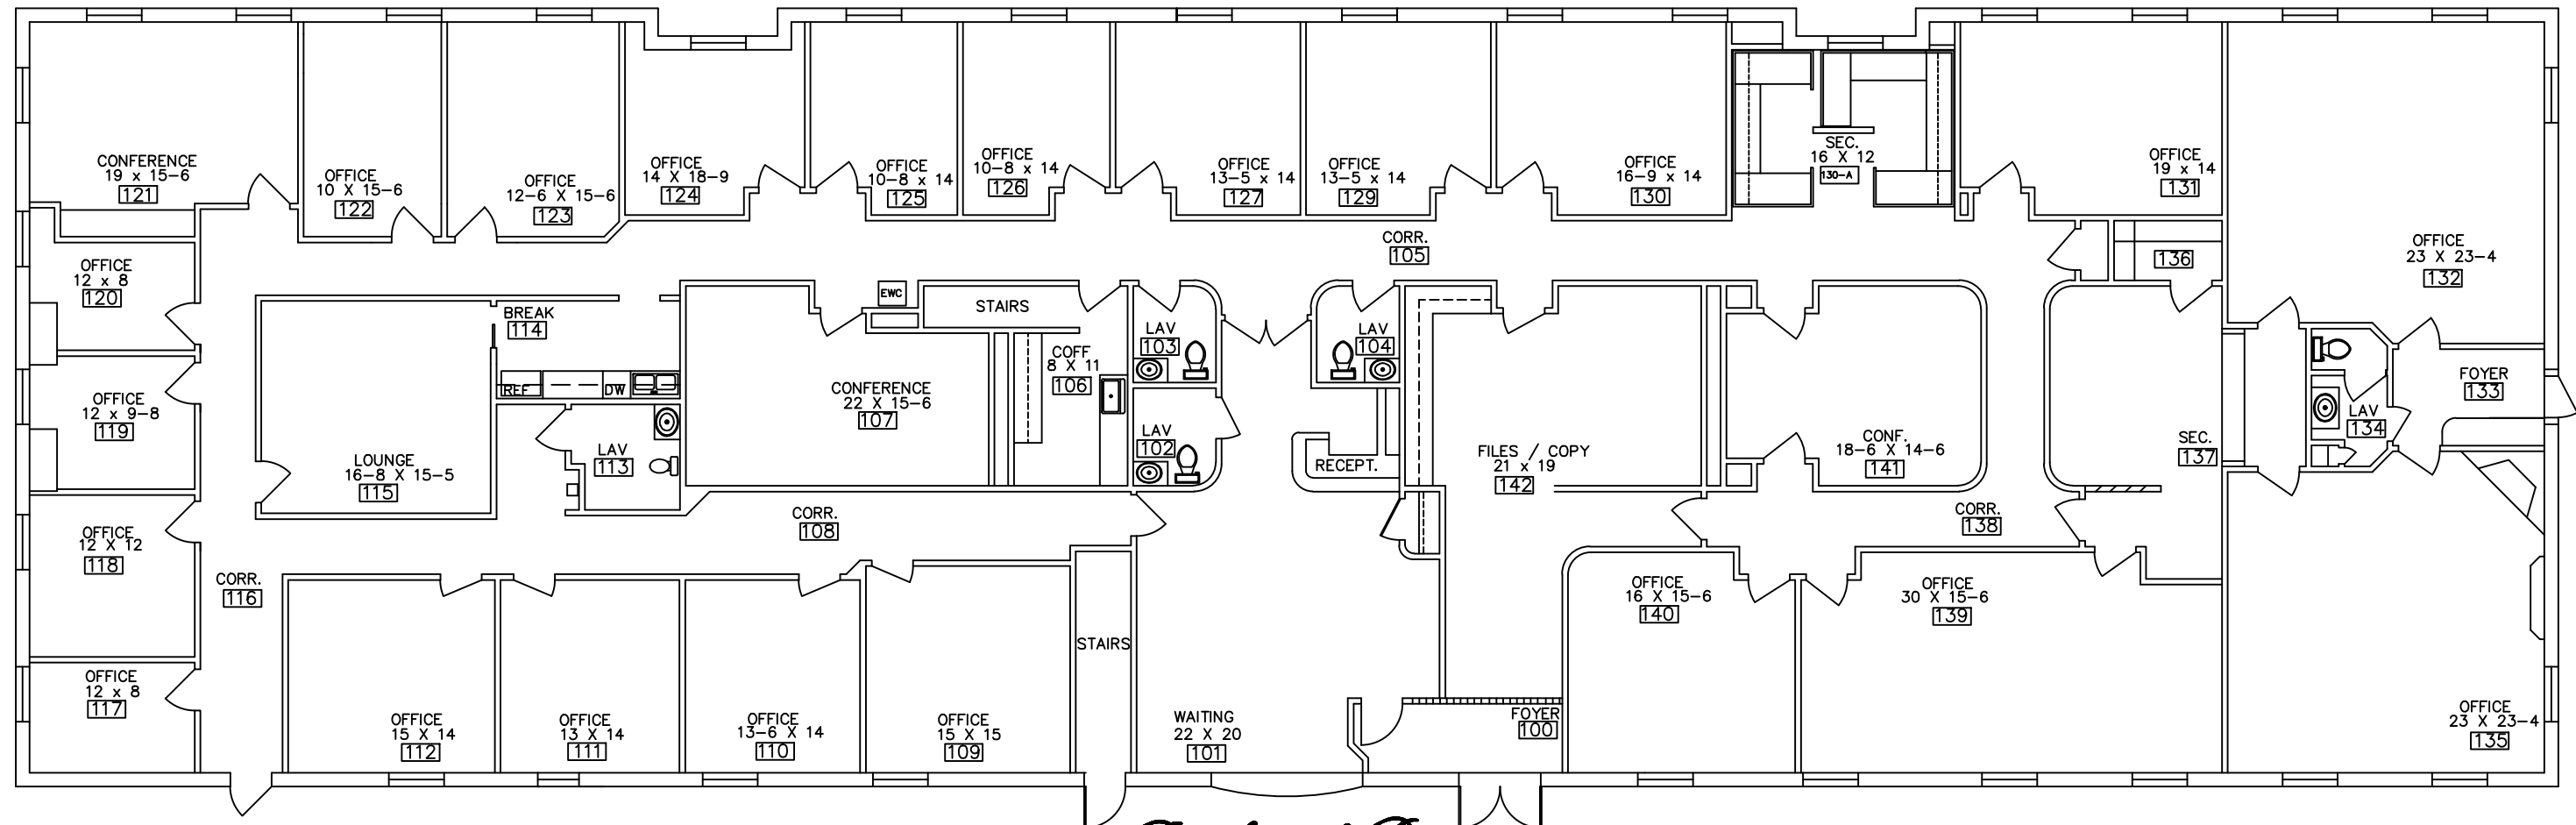 CONFERENCE
19 x 15-6
121
OFFICE
10 X 15-6
122
OFFICE
12-6 X 15-6
123
OFFICE
14 X 18-9
124
OFFICE
10-8 x 14
125
OFFICE
10-8 x 14
126
OFFICE
13-5 x 14
127
OFFICE
13-5 x 14
129
OFFICE
16-9 x 14
130
SEC.
16 X 12
130-A
OFFICE
19 x 14
131
OFFICE
23 X 23-4
132
CORR.
105
136
OFFICE
12 x 8
120
BREAK
114
EWC
STAIRS
LAV
103
LAV
104
COFF
8 X 11
106
REF
DW
CONFERENCE
22 X 15-6
107
FOYER
133
OFFICE
12 x 9-8
119
LAV
113
LAV
102
RECEPT.
FILES / COPY
21 x 19
142
CONF.
18-6 X 14-6
141
SEC.
137
LAV
134
LOUNGE
16-8 X 15-5
115
OFFICE
12 X 12
118
CORR.
108
CORR.
138
CORR.
116
OFFICE
16 X 15-6
140
OFFICE
30 X 15-6
139
STAIRS
OFFICE
12 x 8
117
OFFICE
15 X 14
112
OFFICE
13 X 14
111
OFFICE
13-6 X 14
110
OFFICE
15 X 15
109
WAITING
22 X 20
101
FOYER
100
OFFICE
23 X 23-4
135